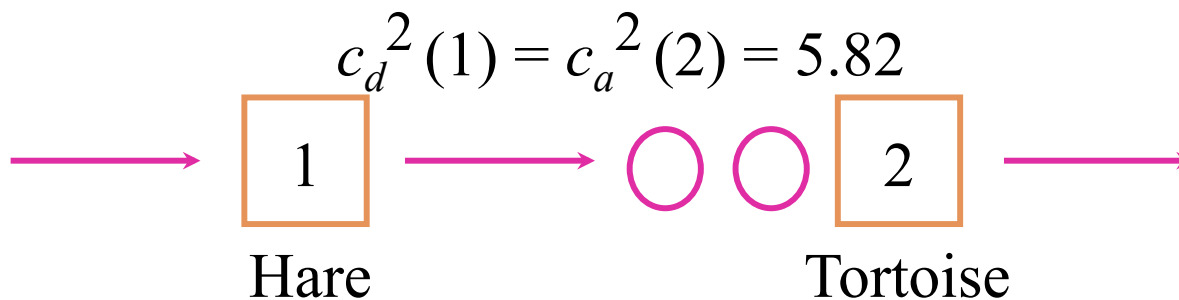 c_d^2 (1) = c_a^2 (2) = 5.82
1 2
Hare Tortoise